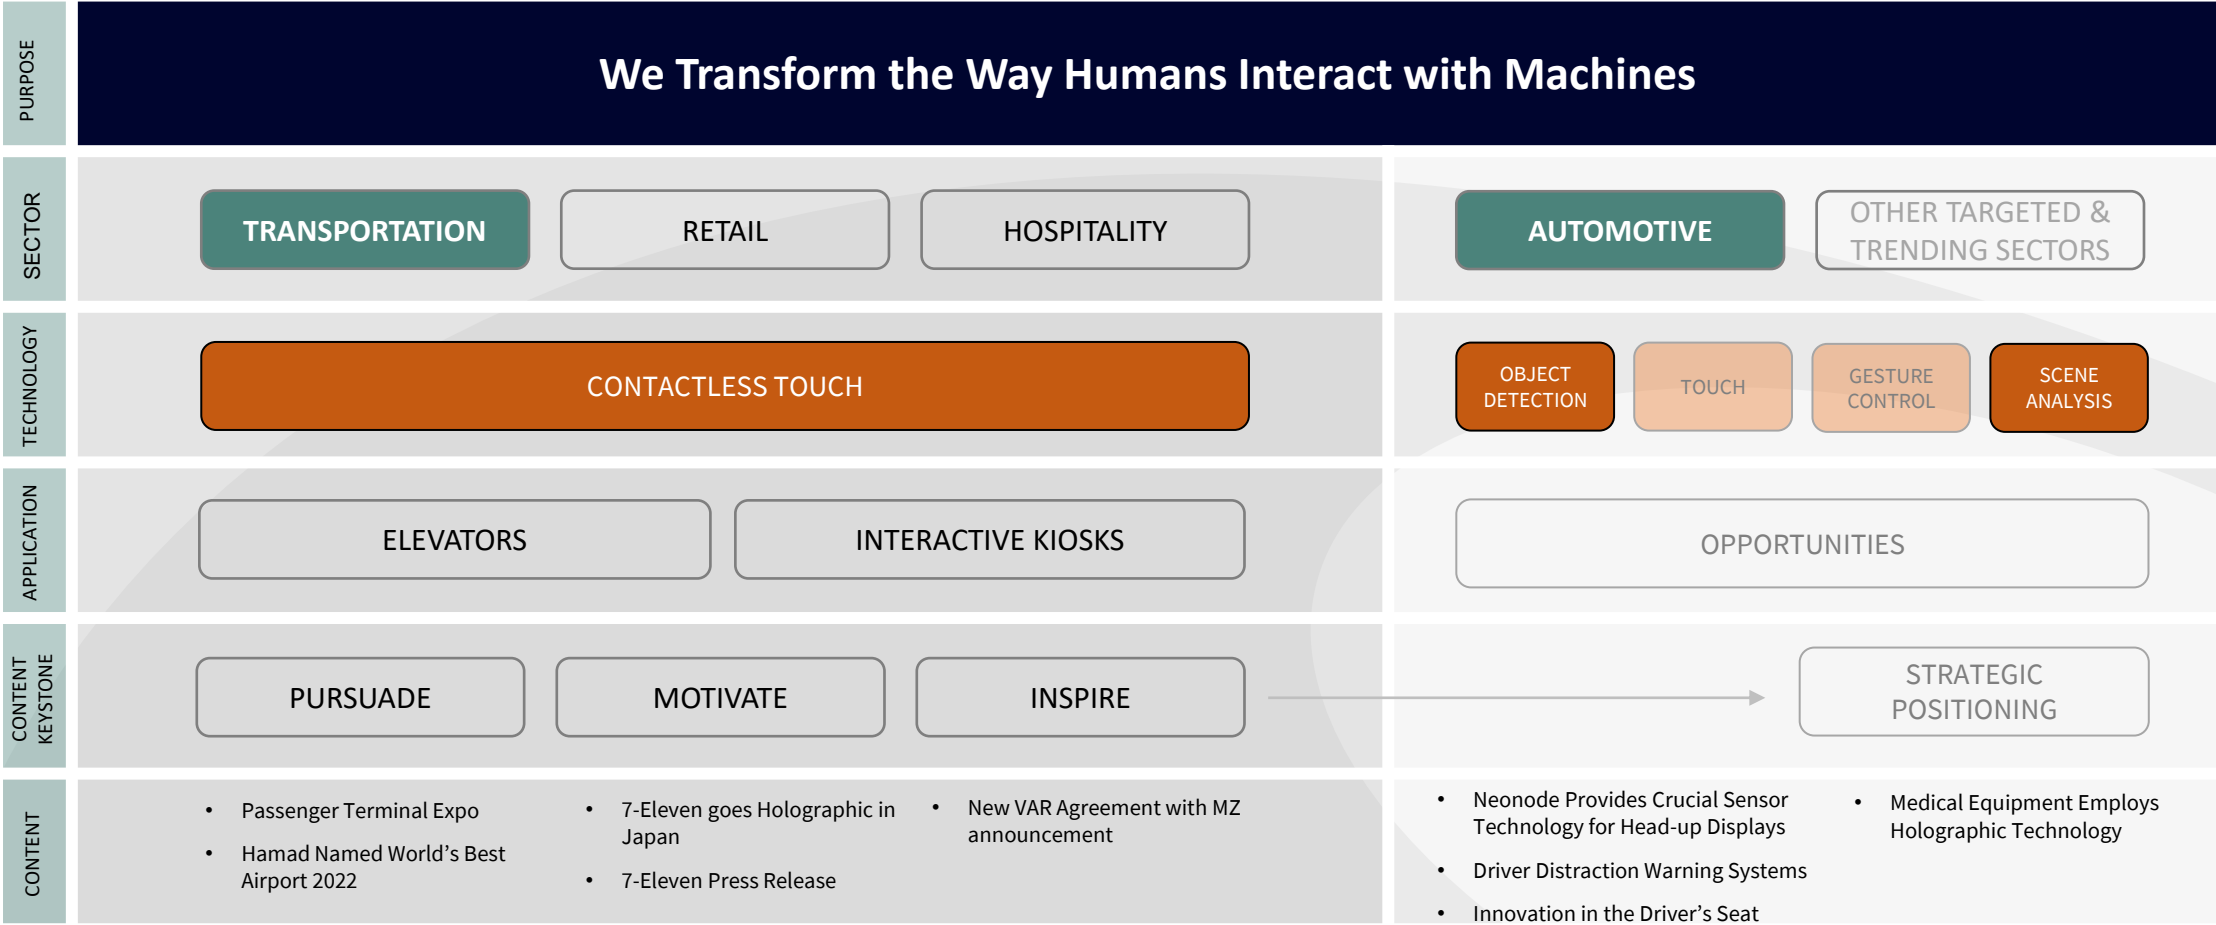 PURPOSE
We Transform the Way Humans Interact with Machines
SECTOR
TRANSPORTATION
RETAIL
HOSPITALITY
AUTOMOTIVE
OTHER TARGETED &
TRENDING SECTORS
TECHNOLOGY
CONTACTLESS TOUCH
OBJECT
DETECTION
TOUCH
GESTURE
CONTROL
SCENE
ANALYSIS
APPLICATION
ELEVATORS
INTERACTIVE KIOSKS
OPPORTUNITIES
CONTENT
KEYSTONE
PURSUADE
MOTIVATE
INSPIRE
STRATEGIC
POSITIONING
CONTENT
• Passenger Terminal Expo
• Hamad Named World's Best
Airport 2022
• 7-Eleven goes Holographic in
Japan
• 7-Eleven Press Release
• New VAR Agreement with MZ
announcement
• Neonode Provides Crucial Sensor
Technology for Head-up Displays
• Driver Distraction Warning Systems
• Innovation in the Driver's Seat
• Medical Equipment Employs
Holographic Technology